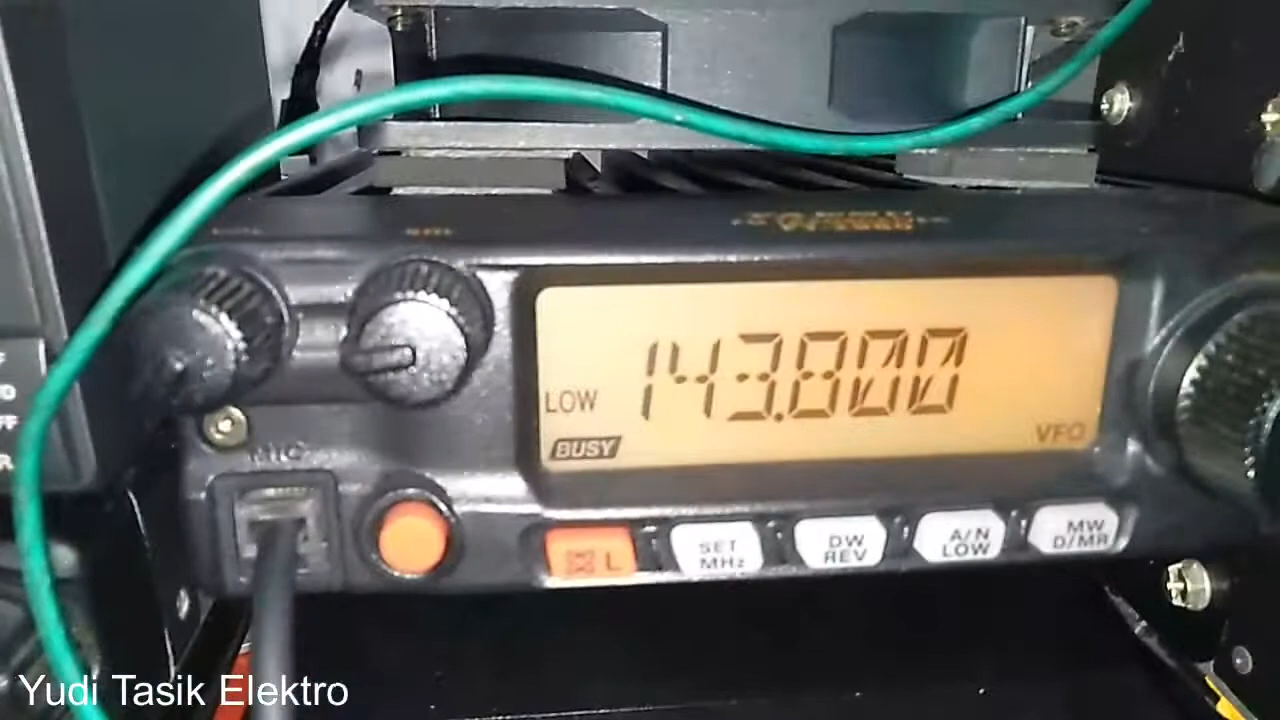 LOW
143.800
BUSY
VFO
MIC
L
SET
MHz
DW
REV
A/N
LOW
MW
D/MR
Yudi Tasik Elektro